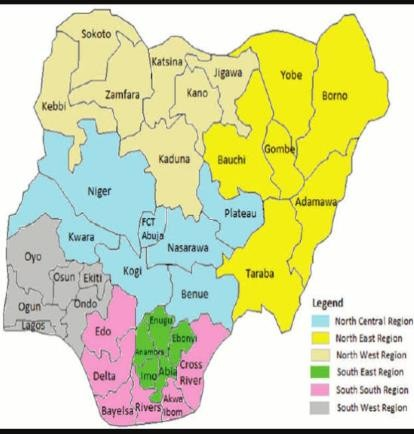 Sokoto
Katsina
Jigawa
Yobe
Borno
Kebbi
Zamfara
Kano
Kaduna
Bauchi
Gombe
Adamawa
Niger
FCT
Abuja
Plateau
Kwara
Nasarawa
Oyo
Kogi
Taraba
Osun
Ekiti
Benue
Ogun
Ondo
Lagos
Edo
Enugu
Ebonyi
Anambra
Imo
Abia
Cross
River
Delta
Bayelsa
Rivers
Akwa
Ibom
Legend
North Central Region
North East Region
North West Region
South East Region
South South Region
South West Region